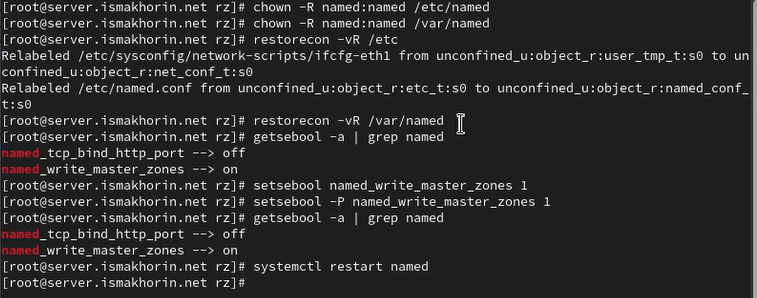 [root@server.ismakhorin.net rz]# chown -R named:named /etc/named
[root@server.ismakhorin.net rz]# chown -R named:named /var/named
[root@server.ismakhorin.net rz]# restorecon -vR /etc
Relabeled /etc/sysconfig/network-scripts/ifcfg-eth1 from unconfined_u:object_r:user_tmp_t:s0 to un
confined_u:object_r:net_conf_t:s0
Relabeled /etc/named.conf from unconfined_u:object_r:etc_t:s0 to unconfined_u:object_r:named_conf_
t:s0
[root@server.ismakhorin.net rz]# restorecon -vR /var/named
[root@server.ismakhorin.net rz]# getsebool -a | grep named
named_tcp_bind_http_port --> off
named_write_master_zones --> on
[root@server.ismakhorin.net rz]# setsebool named_write_master_zones 1
[root@server.ismakhorin.net rz]# setsebool -P named_write_master_zones 1
[root@server.ismakhorin.net rz]# getsebool -a | grep named
named_tcp_bind_http_port --> off
named_write_master_zones --> on
[root@server.ismakhorin.net rz]# systemctl restart named
[root@server.ismakhorin.net rz]#